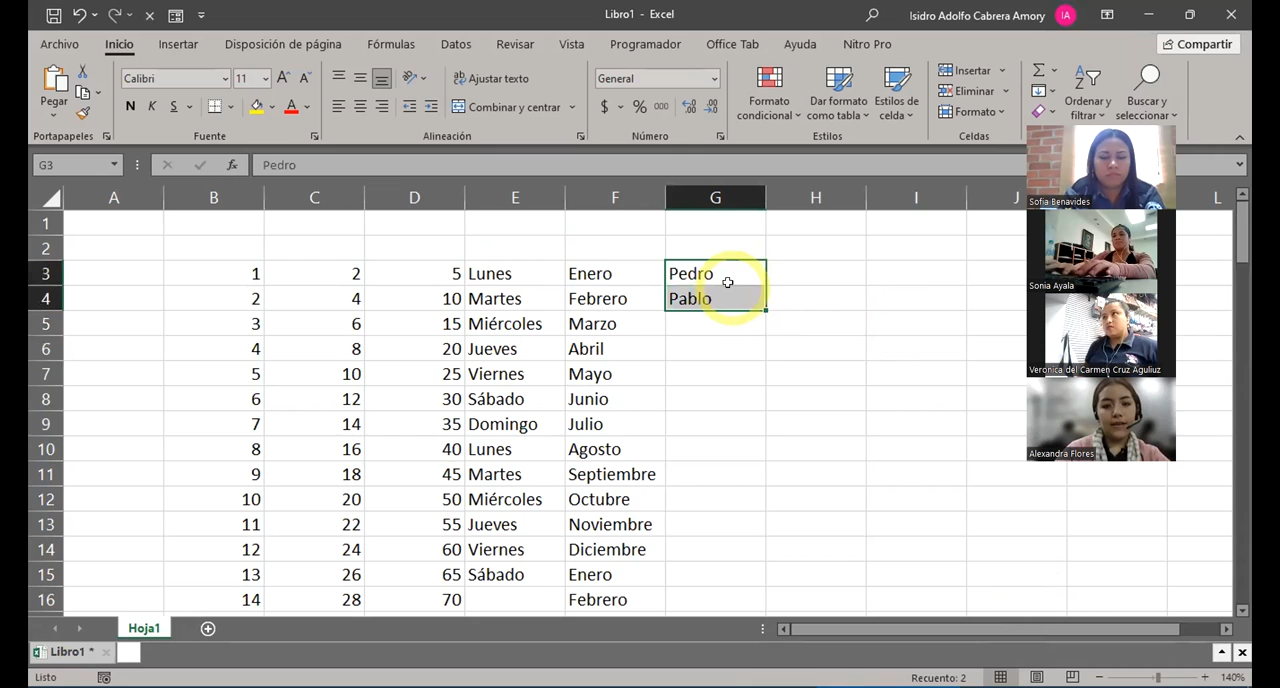 Libro1 - Excel
Isidro Adolfo Cabrera Amory
IA
Archivo Inicio Insertar Disposición de página Fórmulas Datos Revisar Vista Programador Office Tab Ayuda Nitro Pro
Compartir
Pegar
Calibri 11
N K S
Ajustar texto
Combinar y centrar
General
$ % 000
Formato condicional
Dar formato como tabla
Estilos de celda
Insertar
Eliminar
Formato
Ordenar y filtrar
Buscar y seleccionar
Portapapeles Fuente Alineación Número Estilos Celdas
G3 fx Pedro
A B C D E F G H I J L
1
2
3 1 2 5 Lunes Enero Pedro
4 2 4 10 Martes Febrero Pablo
5 3 6 15 Miércoles Marzo
6 4 8 20 Jueves Abril
7 5 10 25 Viernes Mayo
8 6 12 30 Sábado Junio
9 7 14 35 Domingo Julio
10 8 16 40 Lunes Agosto
11 9 18 45 Martes Septiembre
12 10 20 50 Miércoles Octubre
13 11 22 55 Jueves Noviembre
14 12 24 60 Viernes Diciembre
15 13 26 65 Sábado Enero
16 14 28 70 Febrero
Sofia Benavides
Sonia Ayala
Veronica del Carmen Cruz Aguliuz
Alexandra Flores
Hoja1
Libro1 *
Listo
Recuento: 2
140%